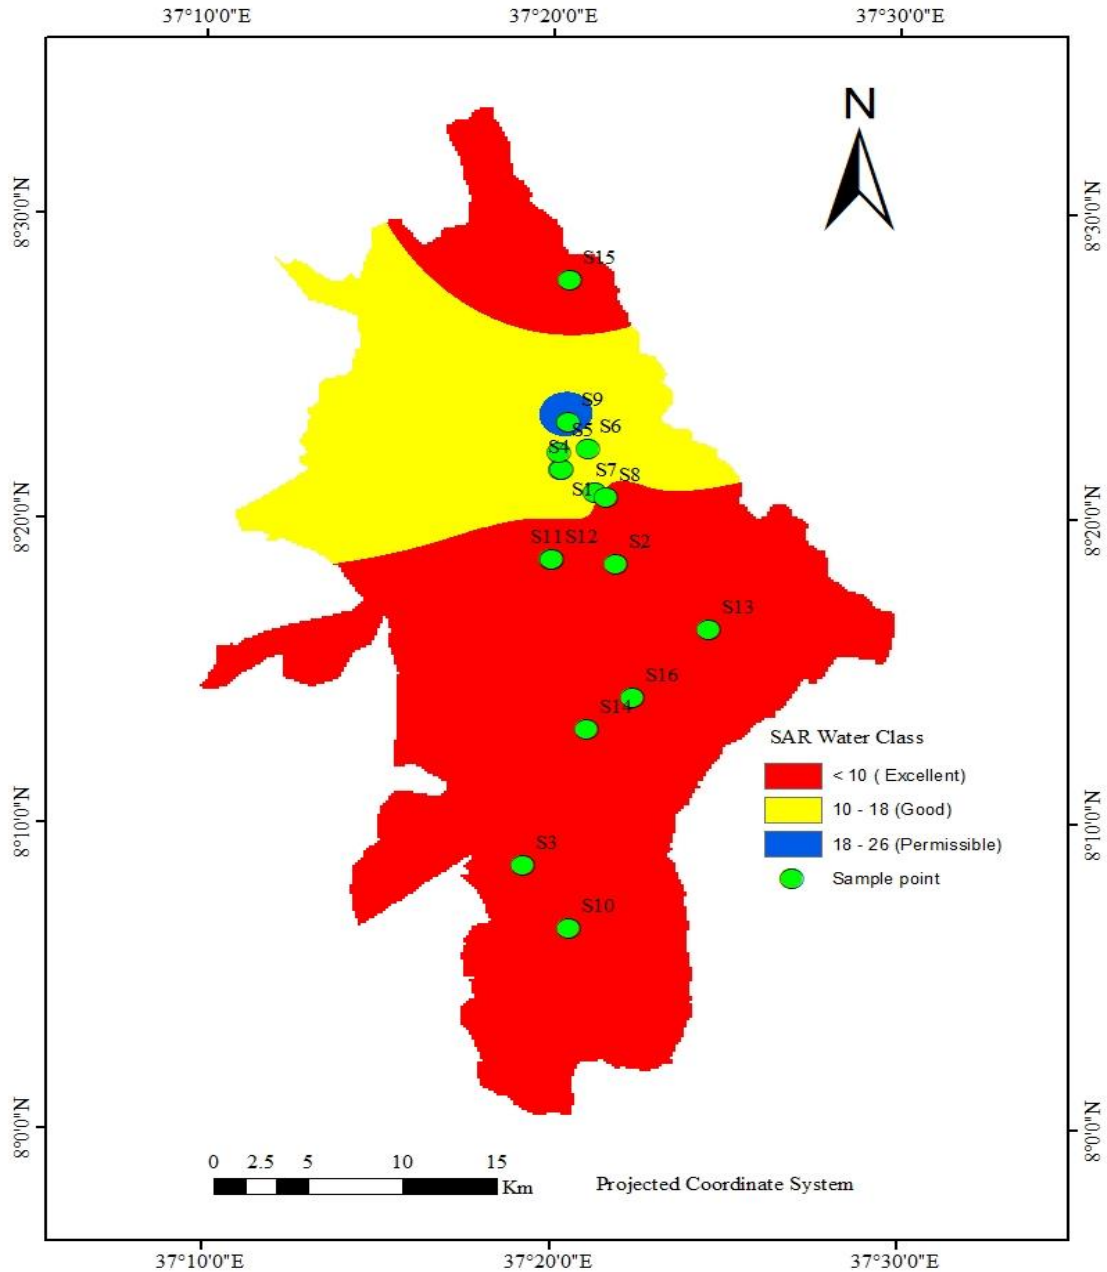 37°10'0"E 37°20'0"E 37°30'0"E
N
8°30'0"N 8°30'0"N
S15
S9
S6
S5
S4
S7
S8
S1
8°20'0"N 8°20'0"N
S11 S12 S2
S13
S16
S14
SAR Water Class
< 10 ( Excellent)
10 - 18 (Good)
8°10'0"N 8°10'0"N
18 - 26 (Permissible)
S3
Sample point
S10
8°0'0"N 8°0'0"N
0 2.5 5 10 15
Km
Projected Coordinate System
37°10'0"E 37°20'0"E 37°30'0"E